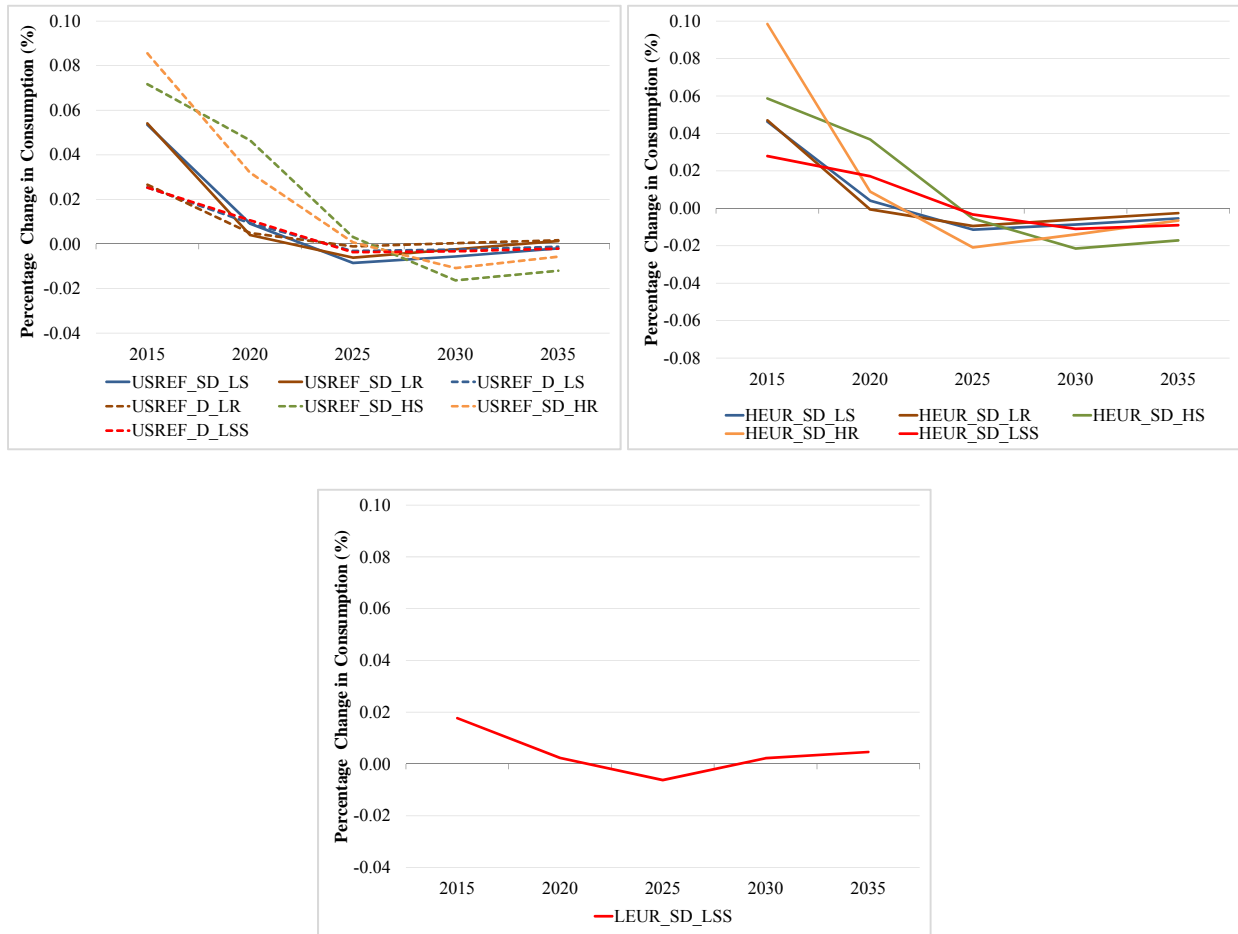 Percentage Change in Consumption (%)
0.10
0.08
0.06
0.04
0.02
0.00
-0.02
-0.04
2015 2020 2025 2030 2035
USREF_SD_LS USREF_SD_LR USREF_D_LS
USREF_D_LR USREF_SD_HS USREF_SD_HR
USREF_D_LSS
Percentage Change in Consumption (%)
0.10
0.08
0.06
0.04
0.02
0.00
-0.02
-0.04
-0.06
-0.08
2015 2020 2025 2030 2035
HEUR_SD_LS HEUR_SD_LR HEUR_SD_HS
HEUR_SD_HR HEUR_SD_LSS
Percentage Change in Consumption (%)
0.10
0.08
0.06
0.04
0.02
0.00
-0.02
-0.04
2015 2020 2025 2030 2035
LEUR_SD_LSS